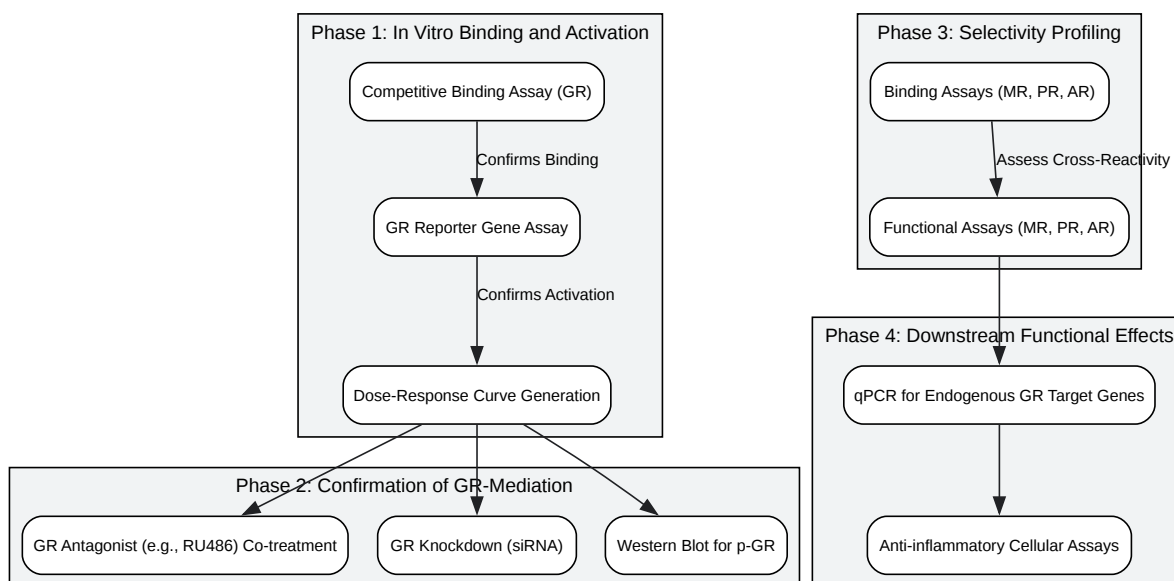 Phase 1: In Vitro Binding and Activation
Competitive Binding Assay (GR)
Confirms Binding
GR Reporter Gene Assay
Confirms Activation
Dose-Response Curve Generation
Phase 2: Confirmation of GR-Mediation
GR Antagonist (e.g., RU486) Co-treatment
GR Knockdown (siRNA)
Western Blot for p-GR
Phase 3: Selectivity Profiling
Binding Assays (MR, PR, AR)
Assess Cross-Reactivity
Functional Assays (MR, PR, AR)
Phase 4: Downstream Functional Effects
qPCR for Endogenous GR Target Genes
Anti-inflammatory Cellular Assays